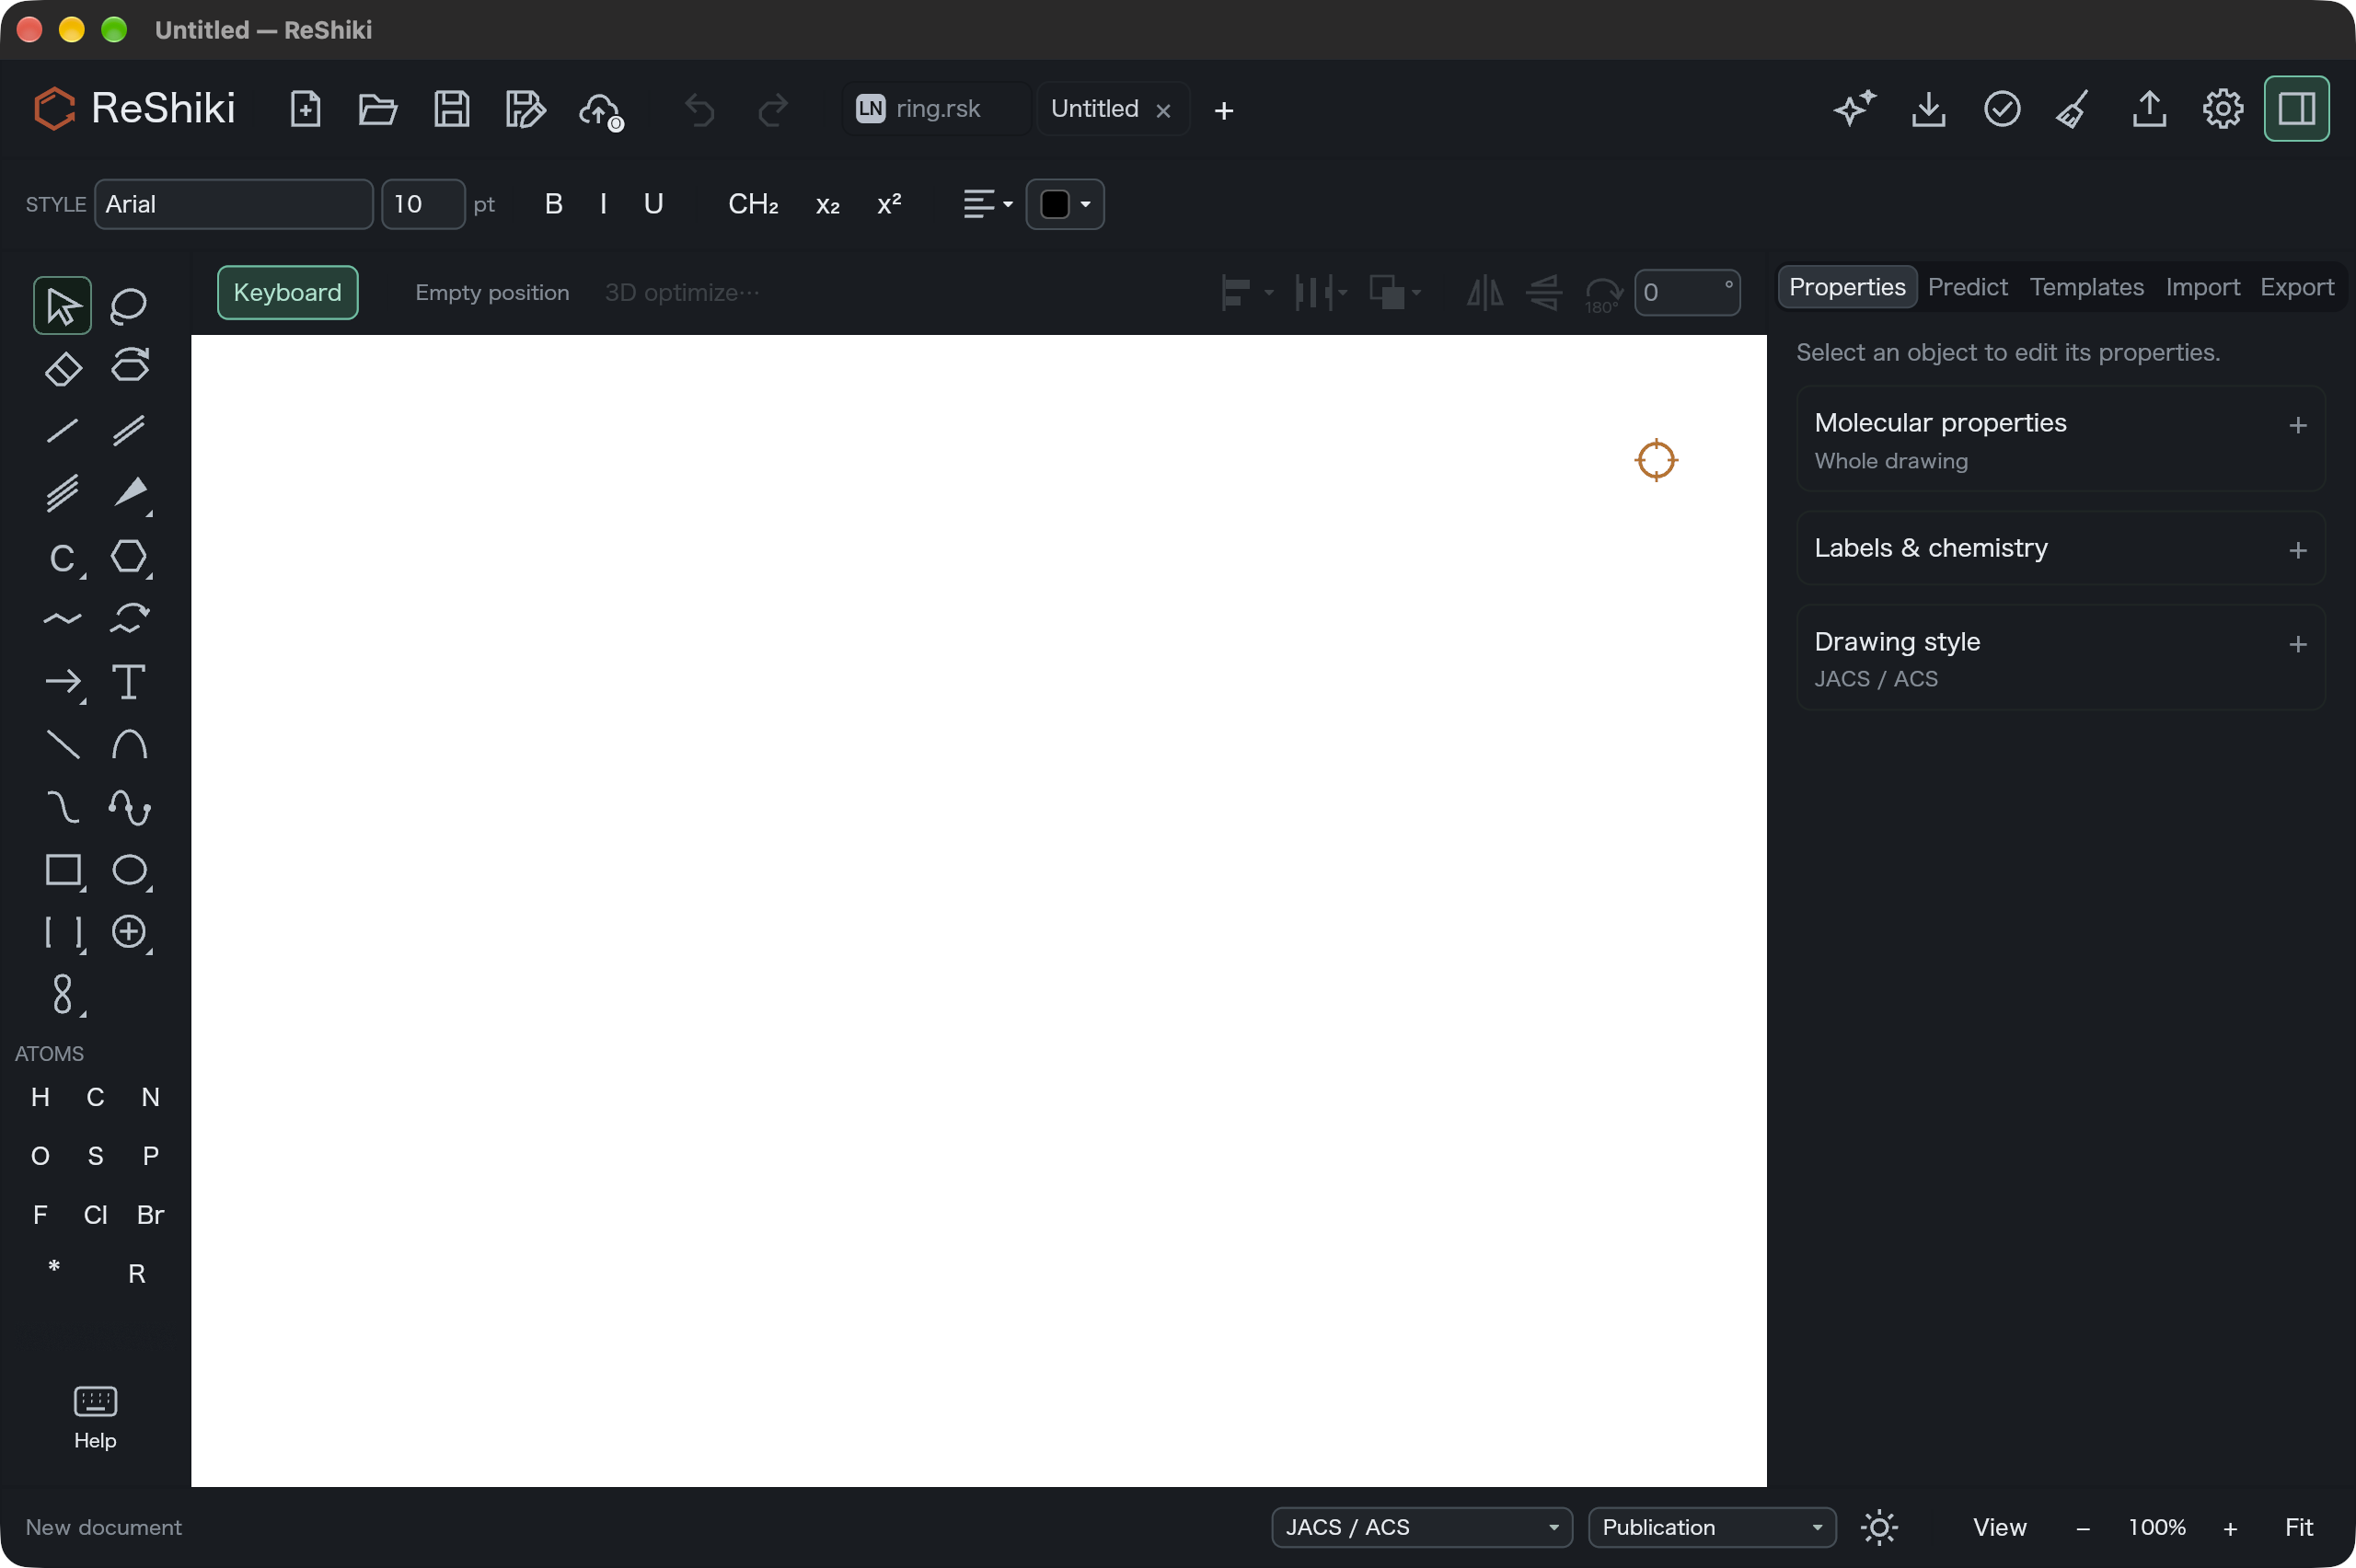 Untitled — ReShiki
ReShiki
0
LN ring.rsk
Untitled ×
+
STYLE Arial 10 pt B I U CH₂ x₂ x²
Keyboard Empty position 3D optimize…
180° 0 °
Properties Predict Templates Import Export
Select an object to edit its properties.
Molecular properties +
Whole drawing
Labels & chemistry +
Drawing style +
JACS / ACS
C
T
[ ]
ATOMS
H C N
O S P
F Cl Br
* R
Help
New document
JACS / ACS Publication View – 100% + Fit